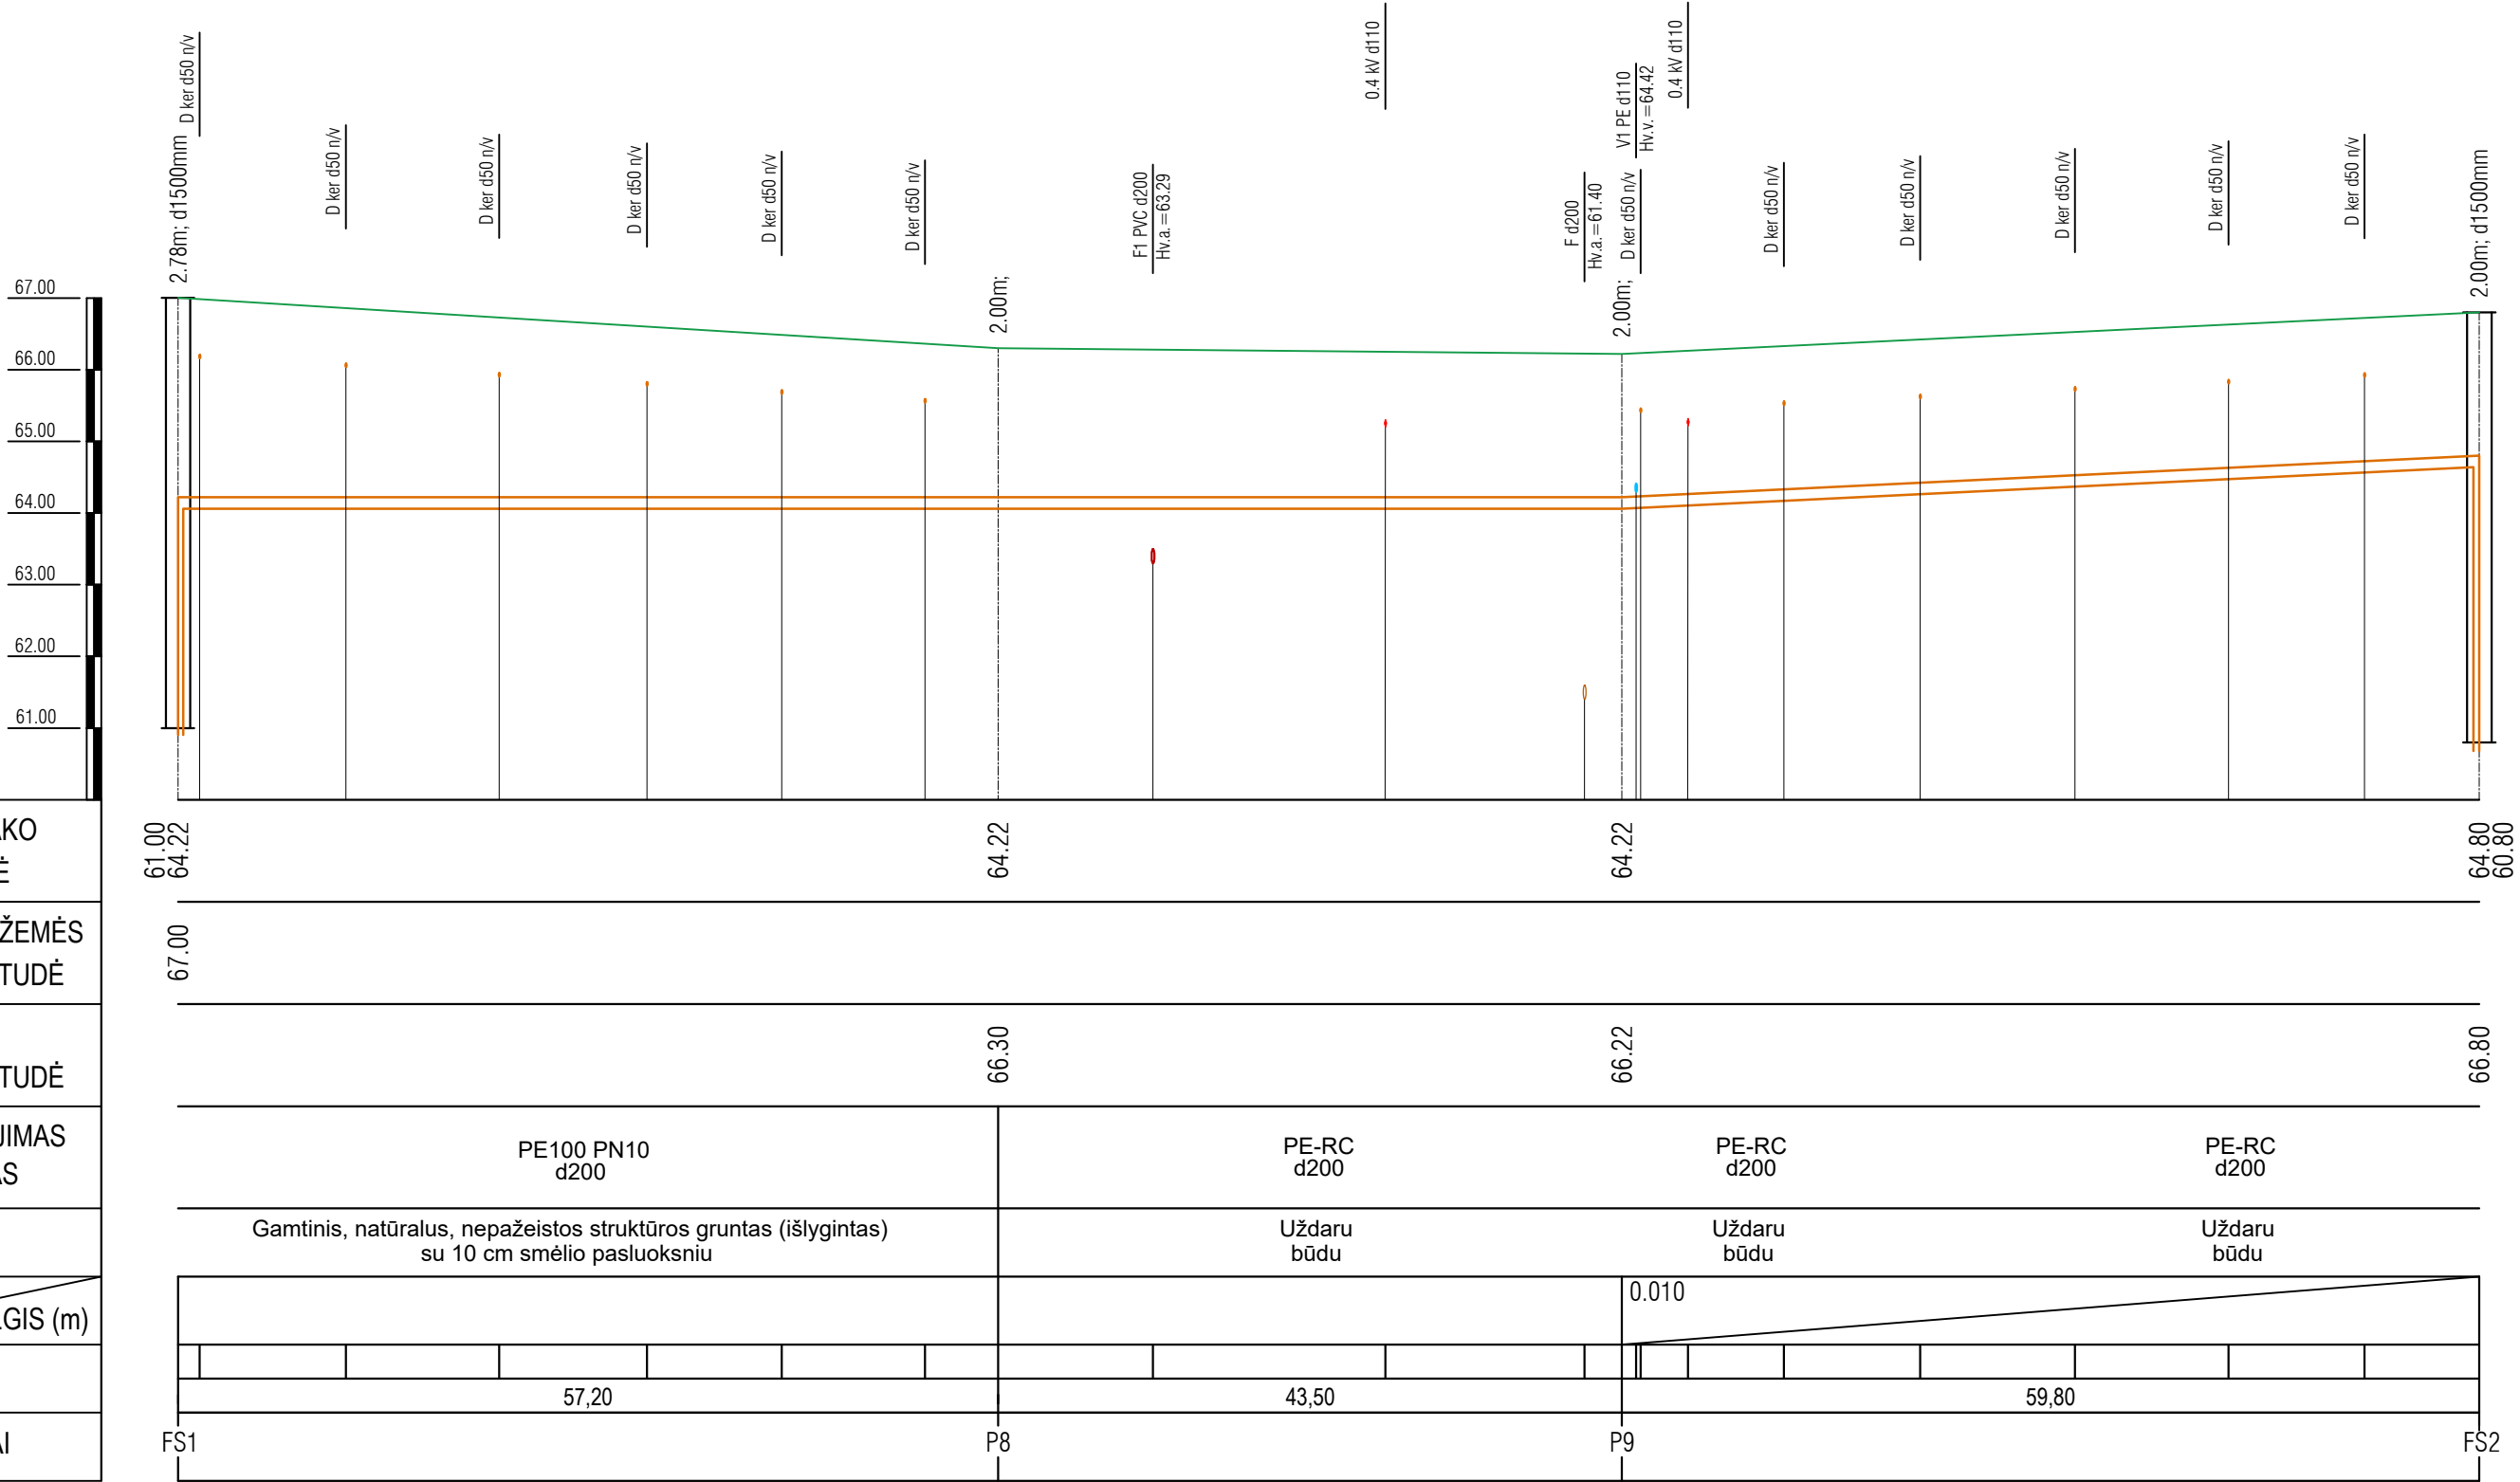 0.4 kV d110
0.4 kV d110
D ker d50 n/v
V1 PE d110
Hv.v.=64.42
D ker d50 n/v
D ker d50 n/v
D ker d50 n/v
D ker d50 n/v
D ker d50 n/v
F1 PVC d200
Hv.a.=63.29
F d200
Hv.a.=61.40
D ker d50 n/v
D ker d50 n/v
D ker d50 n/v
D ker d50 n/v
D ker d50 n/v
D ker d50 n/v
2.78m; d1500mm
2.00m;
2.00m;
2.00m; d1500mm
67.00
66.00
65.00
64.00
63.00
62.00
61.00
AKO
Ė
61.00
64.22
64.22
64.22
64.80
60.80
ŽEMĖS
TUDĖ
67.00
TUDĖ
66.30
66.22
66.80
JIMAS
AS
PE100 PN10
d200
PE-RC
d200
PE-RC
d200
PE-RC
d200
Gamtinis, natūralus, nepažeistos struktūros gruntas (išlygintas)
su 10 cm smėlio pasluoksniu
Uždaru
būdu
Uždaru
būdu
Uždaru
būdu
LGIS (m)
0.010
57,20
43,50
59,80
AI
FS1
P8
P9
FS2